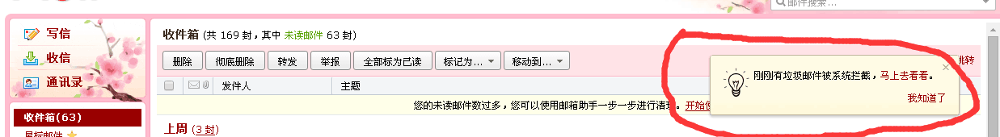 邮件搜索...
写信
收信
通讯录
收件箱(63)
星标邮件
收件箱 (共 169 封，其中 未读邮件 63 封)
删除 彻底删除 转发 举报 全部标为已读 标记为... 移动到...
跳转
发件人 主题
您的未读邮件数过多，您可以使用邮箱助手一步一步进行清理。开始使
上周 (3 封)
刚刚有垃圾邮件被系统拦截，马上去看看。
我知道了